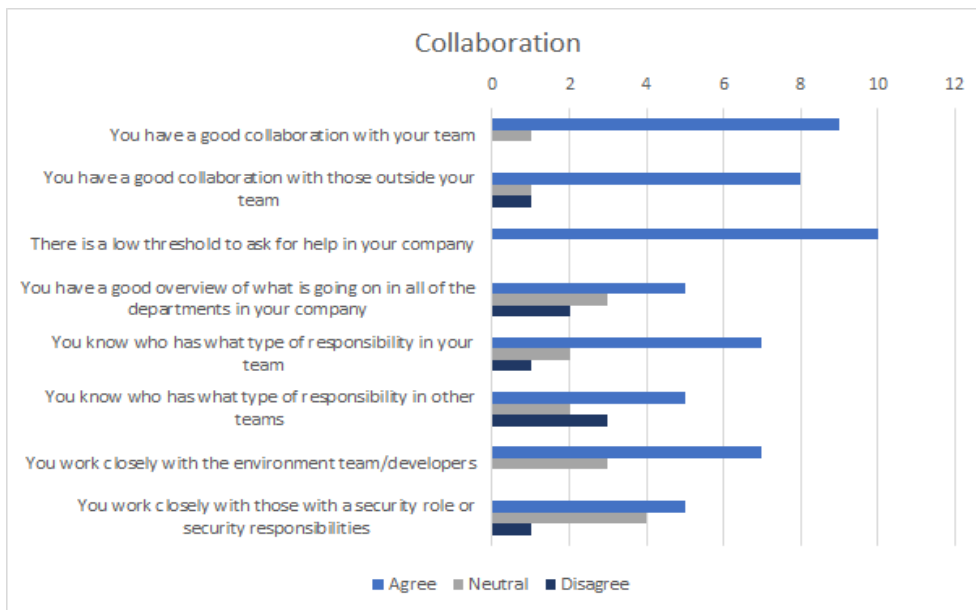 Collaboration
0 2 4 6 8 10 12
You have a good collaboration with your team
You have a good collaboration with those outside your
team
There is a low threshold to ask for help in your company
You have a good overview of what is going on in all of the
departments in your company
You know who has what type of responsibility in your
team
You know who has what type of responsibility in other
teams
You work closely with the environment team/developers
You work closely with those with a security role or
security responsibilities
Agree Neutral Disagree